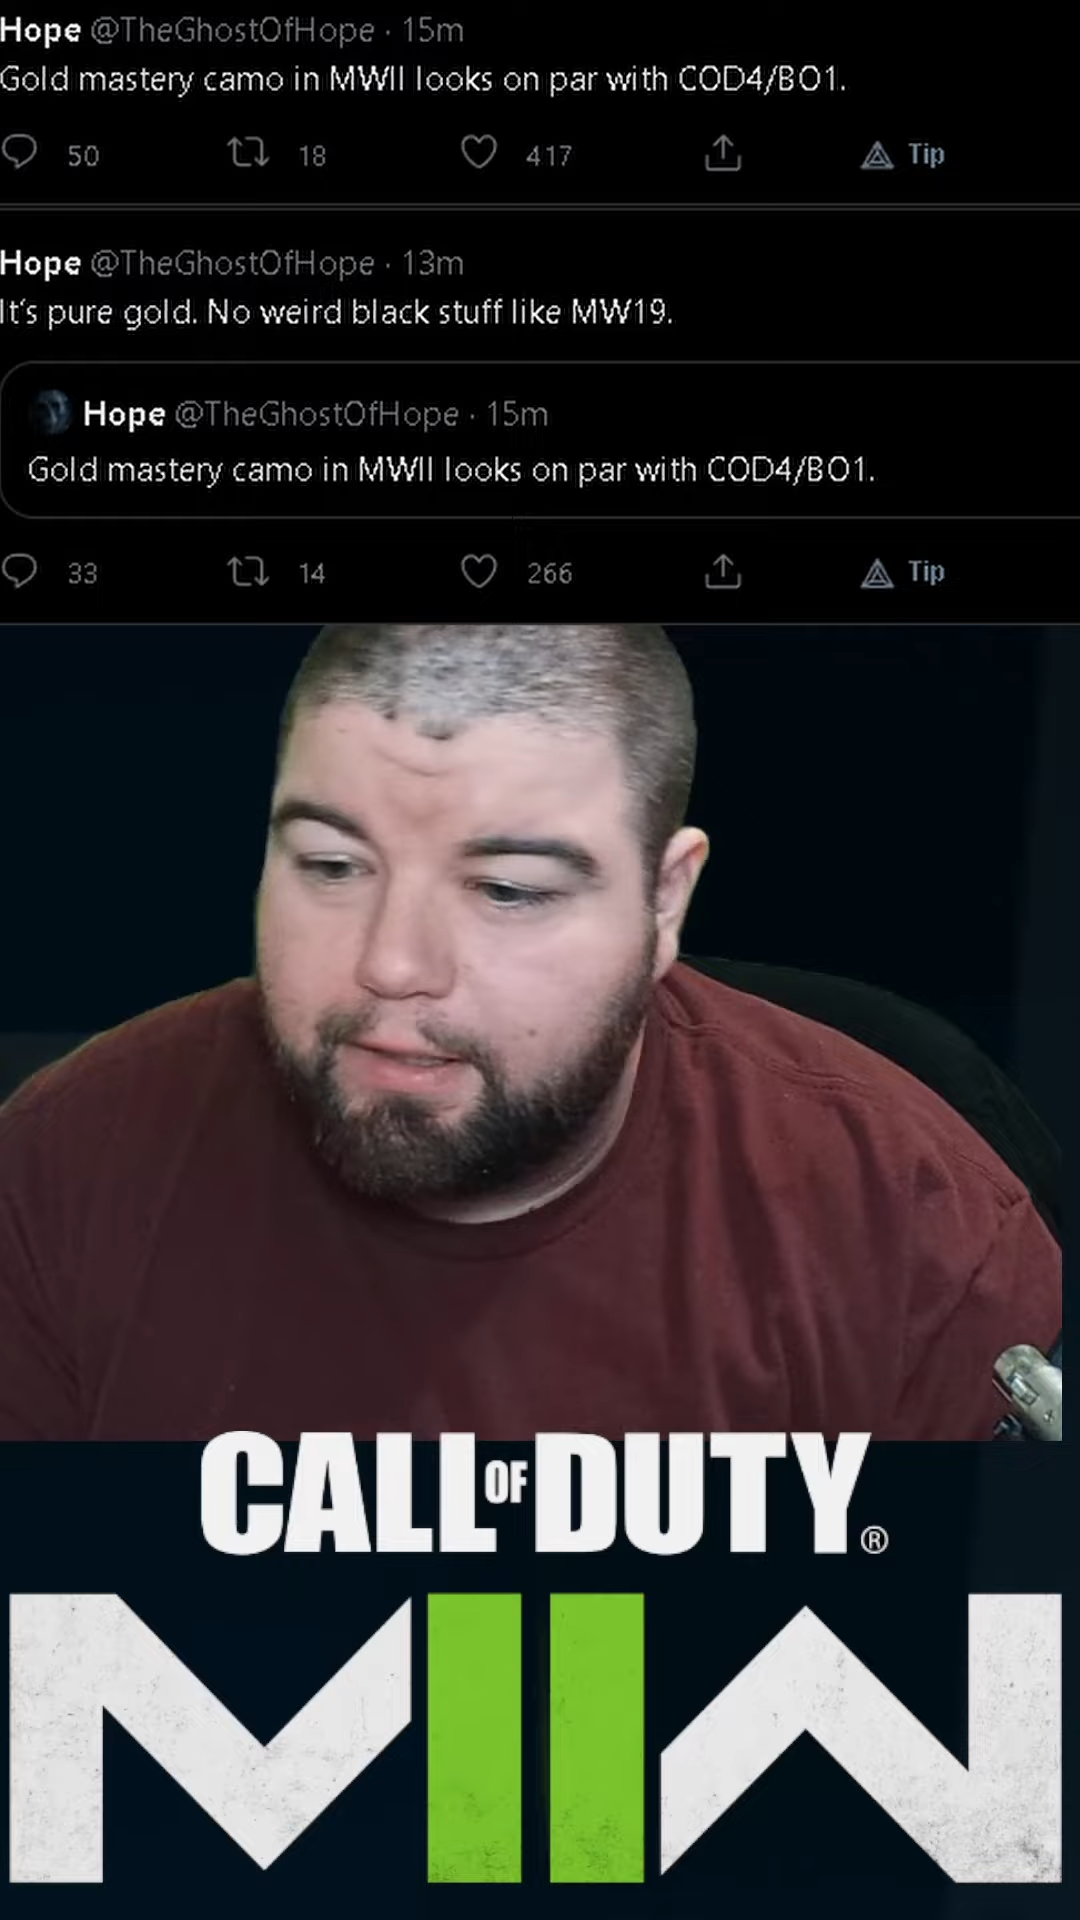 Hope @TheGhostOfHope · 15m
Gold mastery camo in MWII looks on par with COD4/BO1.
50 18 417 Tip
Hope @TheGhostOfHope · 13m
It's pure gold. No weird black stuff like MW19.
Hope @TheGhostOfHope · 15m
Gold mastery camo in MWII looks on par with COD4/BO1.
33 14 266 Tip
CALL OF DUTY®
MIIW